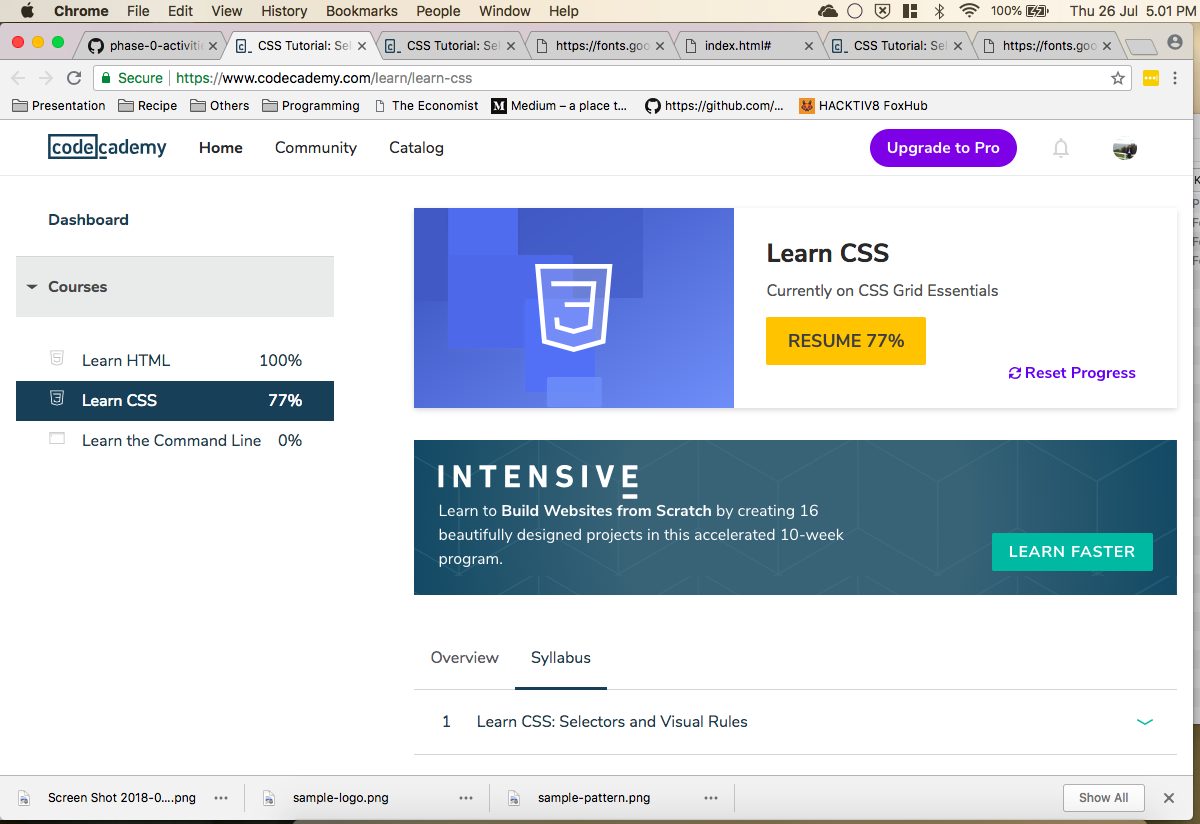 Chrome File Edit View History Bookmarks People Window Help 100% Thu 26 Jul 5.01 PM
phase-0-activiti CSS Tutorial: Sel CSS Tutorial: Sel https://fonts.goo index.html# CSS Tutorial: Sel https://fonts.goo
Secure https://www.codecademy.com/learn/learn-css
Presentation Recipe Others Programming The Economist Medium – a place t... https://github.com/... HACKTIV8 FoxHub
codecademy Home Community Catalog Upgrade to Pro
Dashboard
Courses
Learn HTML 100%
Learn CSS 77%
Learn the Command Line 0%
Learn CSS
Currently on CSS Grid Essentials
RESUME 77%
Reset Progress
INTENSIVE
Learn to Build Websites from Scratch by creating 16
beautifully designed projects in this accelerated 10-week
program.
LEARN FASTER
Overview Syllabus
1 Learn CSS: Selectors and Visual Rules
Screen Shot 2018-0....png sample-logo.png sample-pattern.png Show All